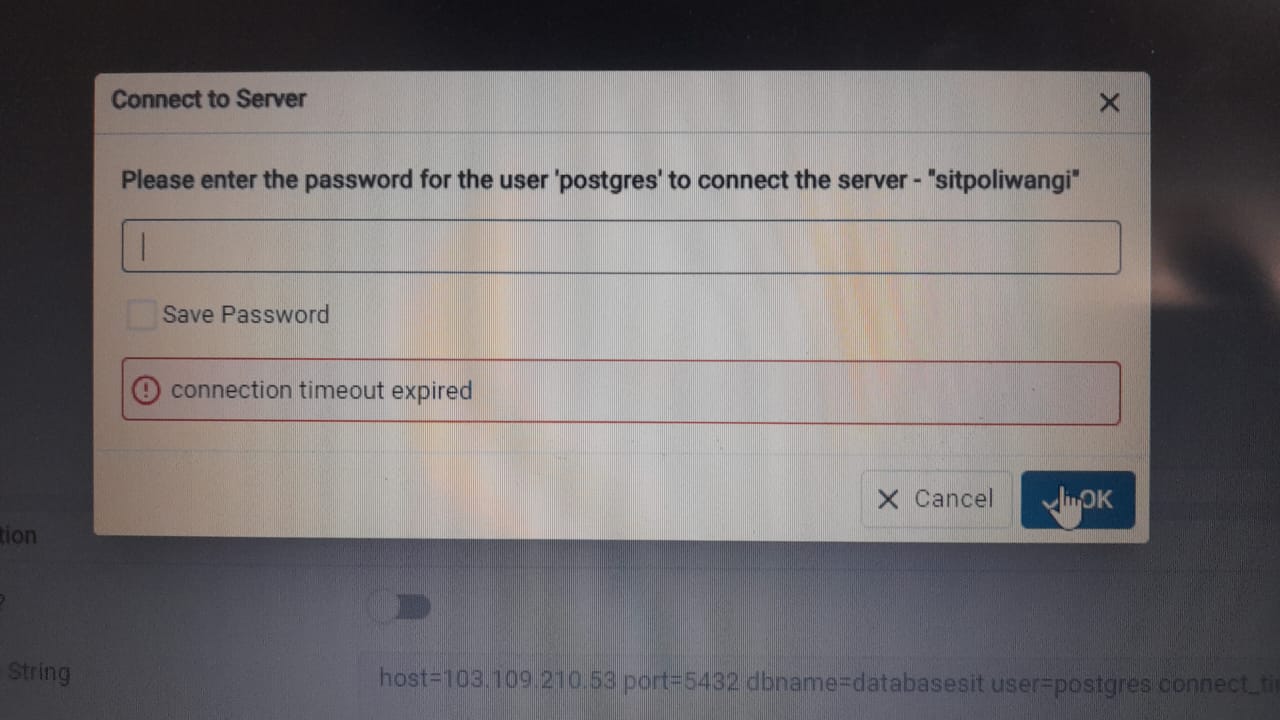 Connect to Server
Please enter the password for the user 'postgres' to connect the server - "sitpoliwangi"
Save Password
connection timeout expired
Cancel
OK
tion
?
String
host=103.109.210.53 port=5432 dbname=databasesit user=postgres connect_tie